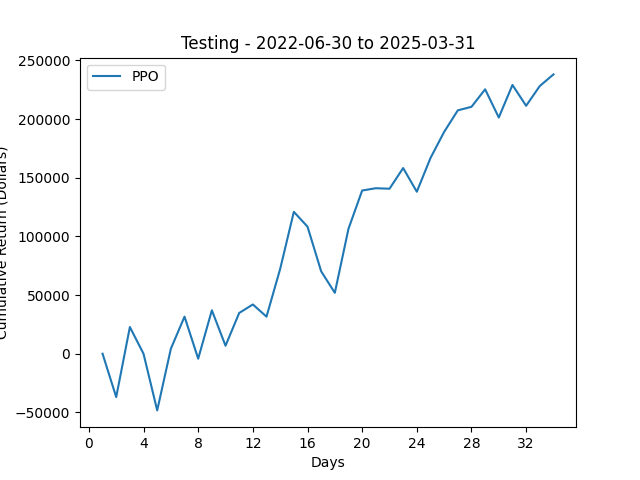 Testing - 2022-06-30 to 2025-03-31
PPO
Cumulative Return (Dollars)
250000
200000
150000
100000
50000
0
−50000
0 4 8 12 16 20 24 28 32
Days